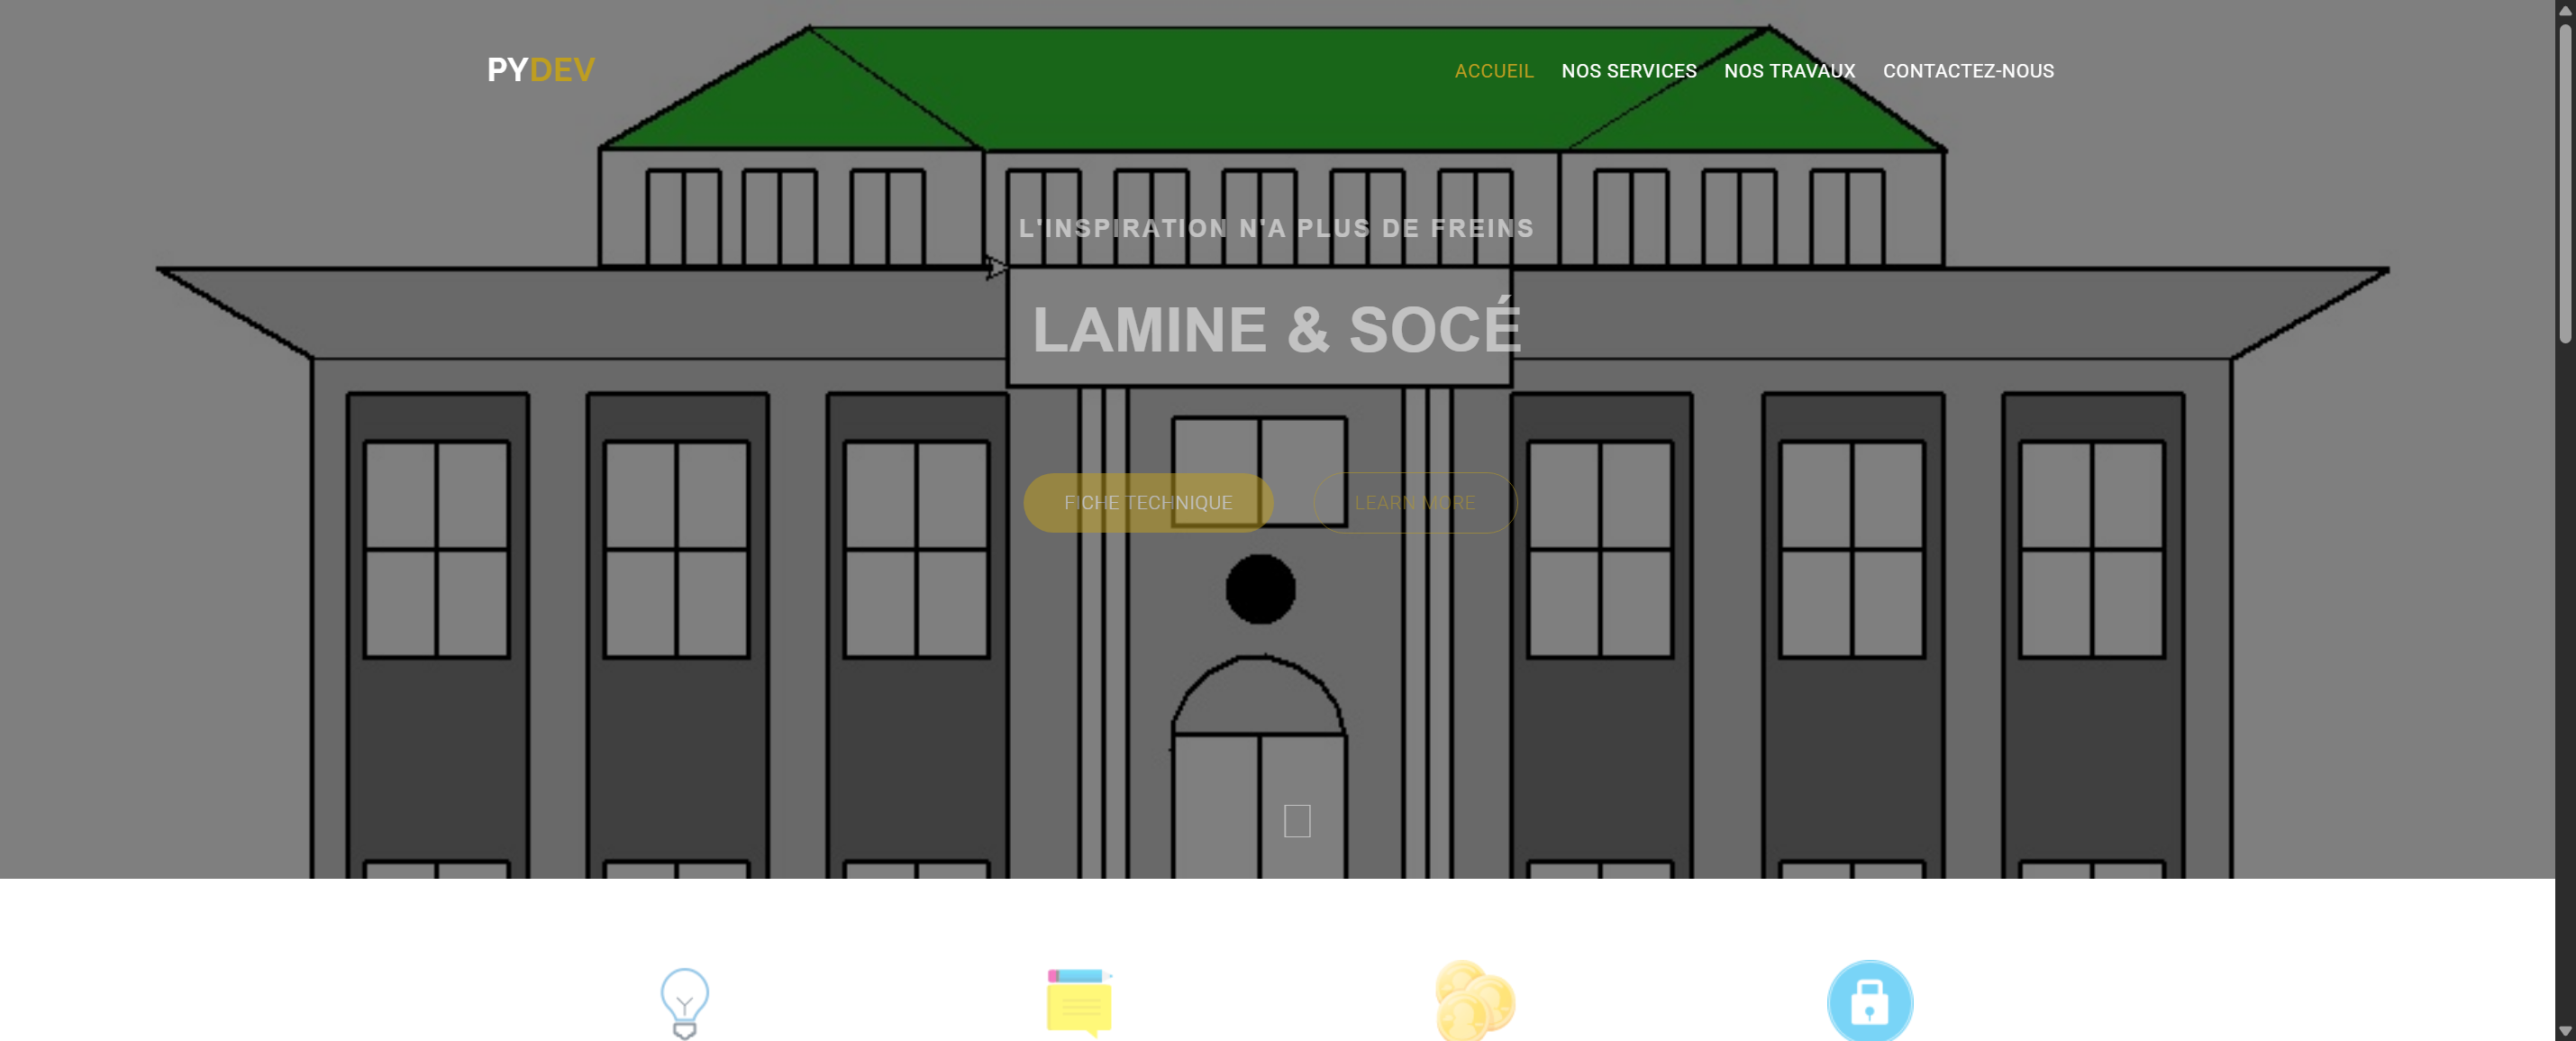 PYDEV
ACCUEIL NOS SERVICES NOS TRAVAUX CONTACTEZ-NOUS
L'INSPIRATION N'A PLUS DE FREINS
LAMINE & SOCÉ
FICHE TECHNIQUE
LEARN MORE